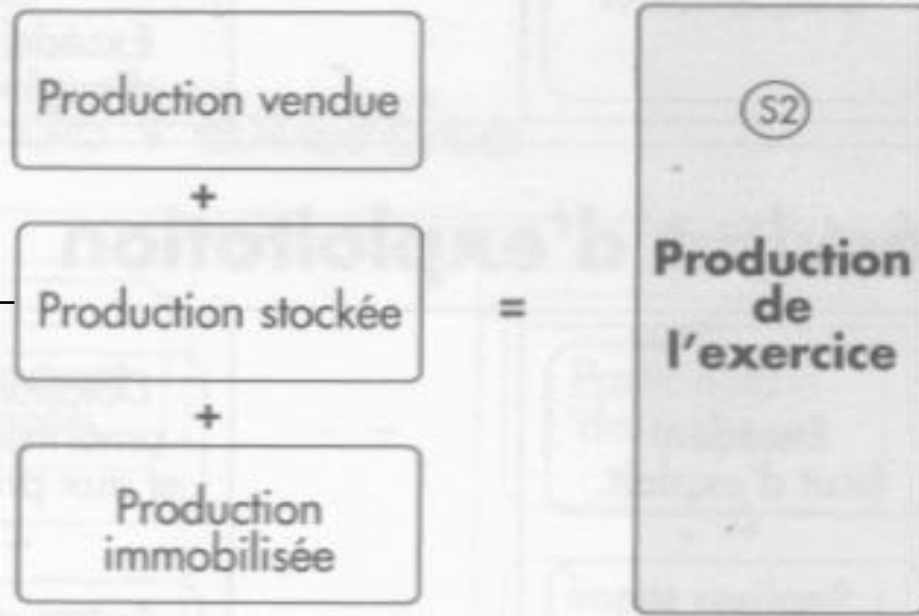 Production vendue
+
Production stockée
+
Production
immobilisée
=
S2
Production
de
l'exercice